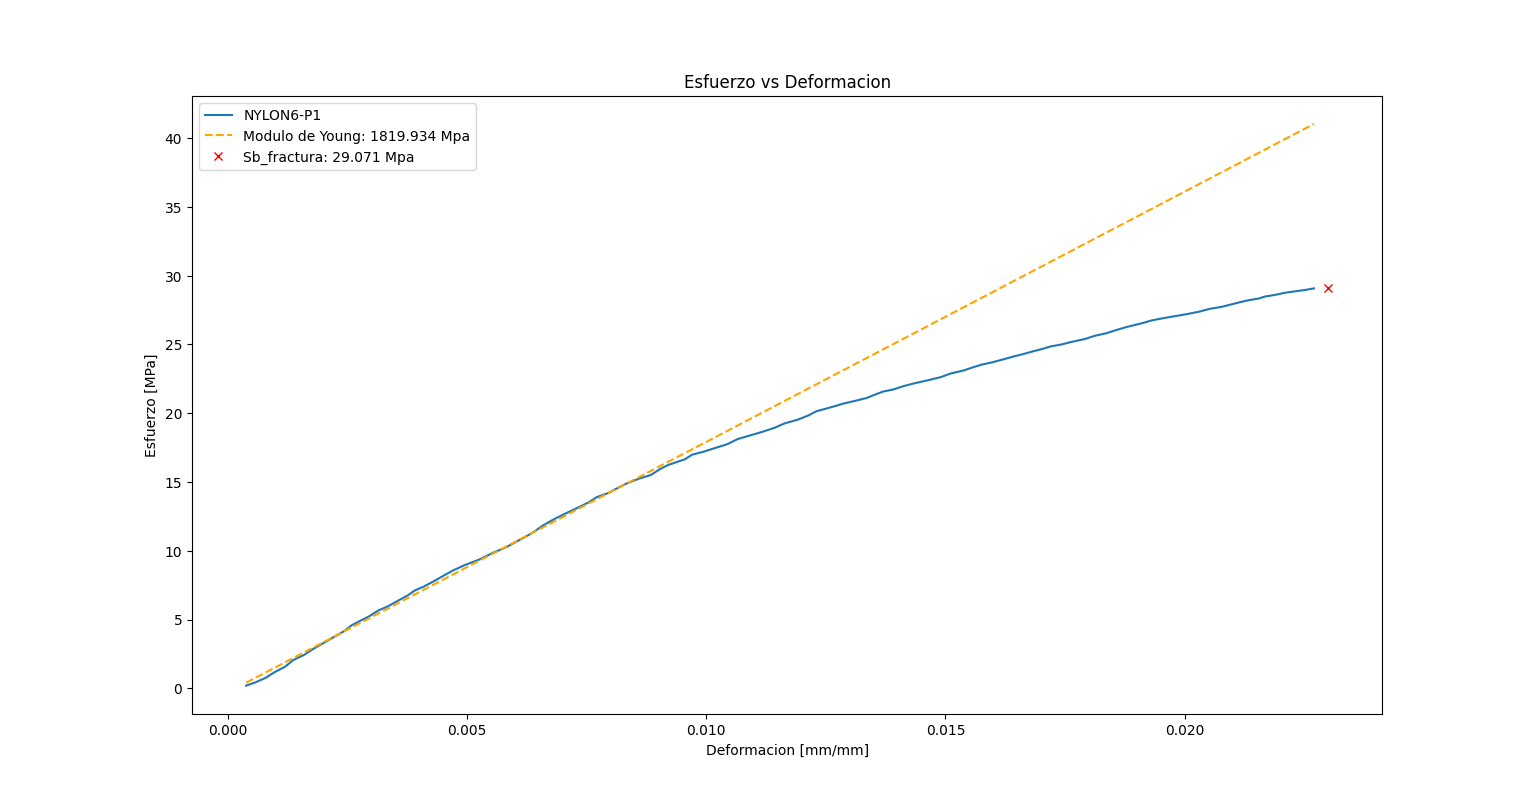 Esfuerzo vs Deformacion
NYLON6-P1
Modulo de Young: 1819.934 Mpa
Sb_fractura: 29.071 Mpa
Esfuerzo [MPa]
40
35
30
25
20
15
10
5
0
0.000 0.005 0.010 0.015 0.020
Deformacion [mm/mm]